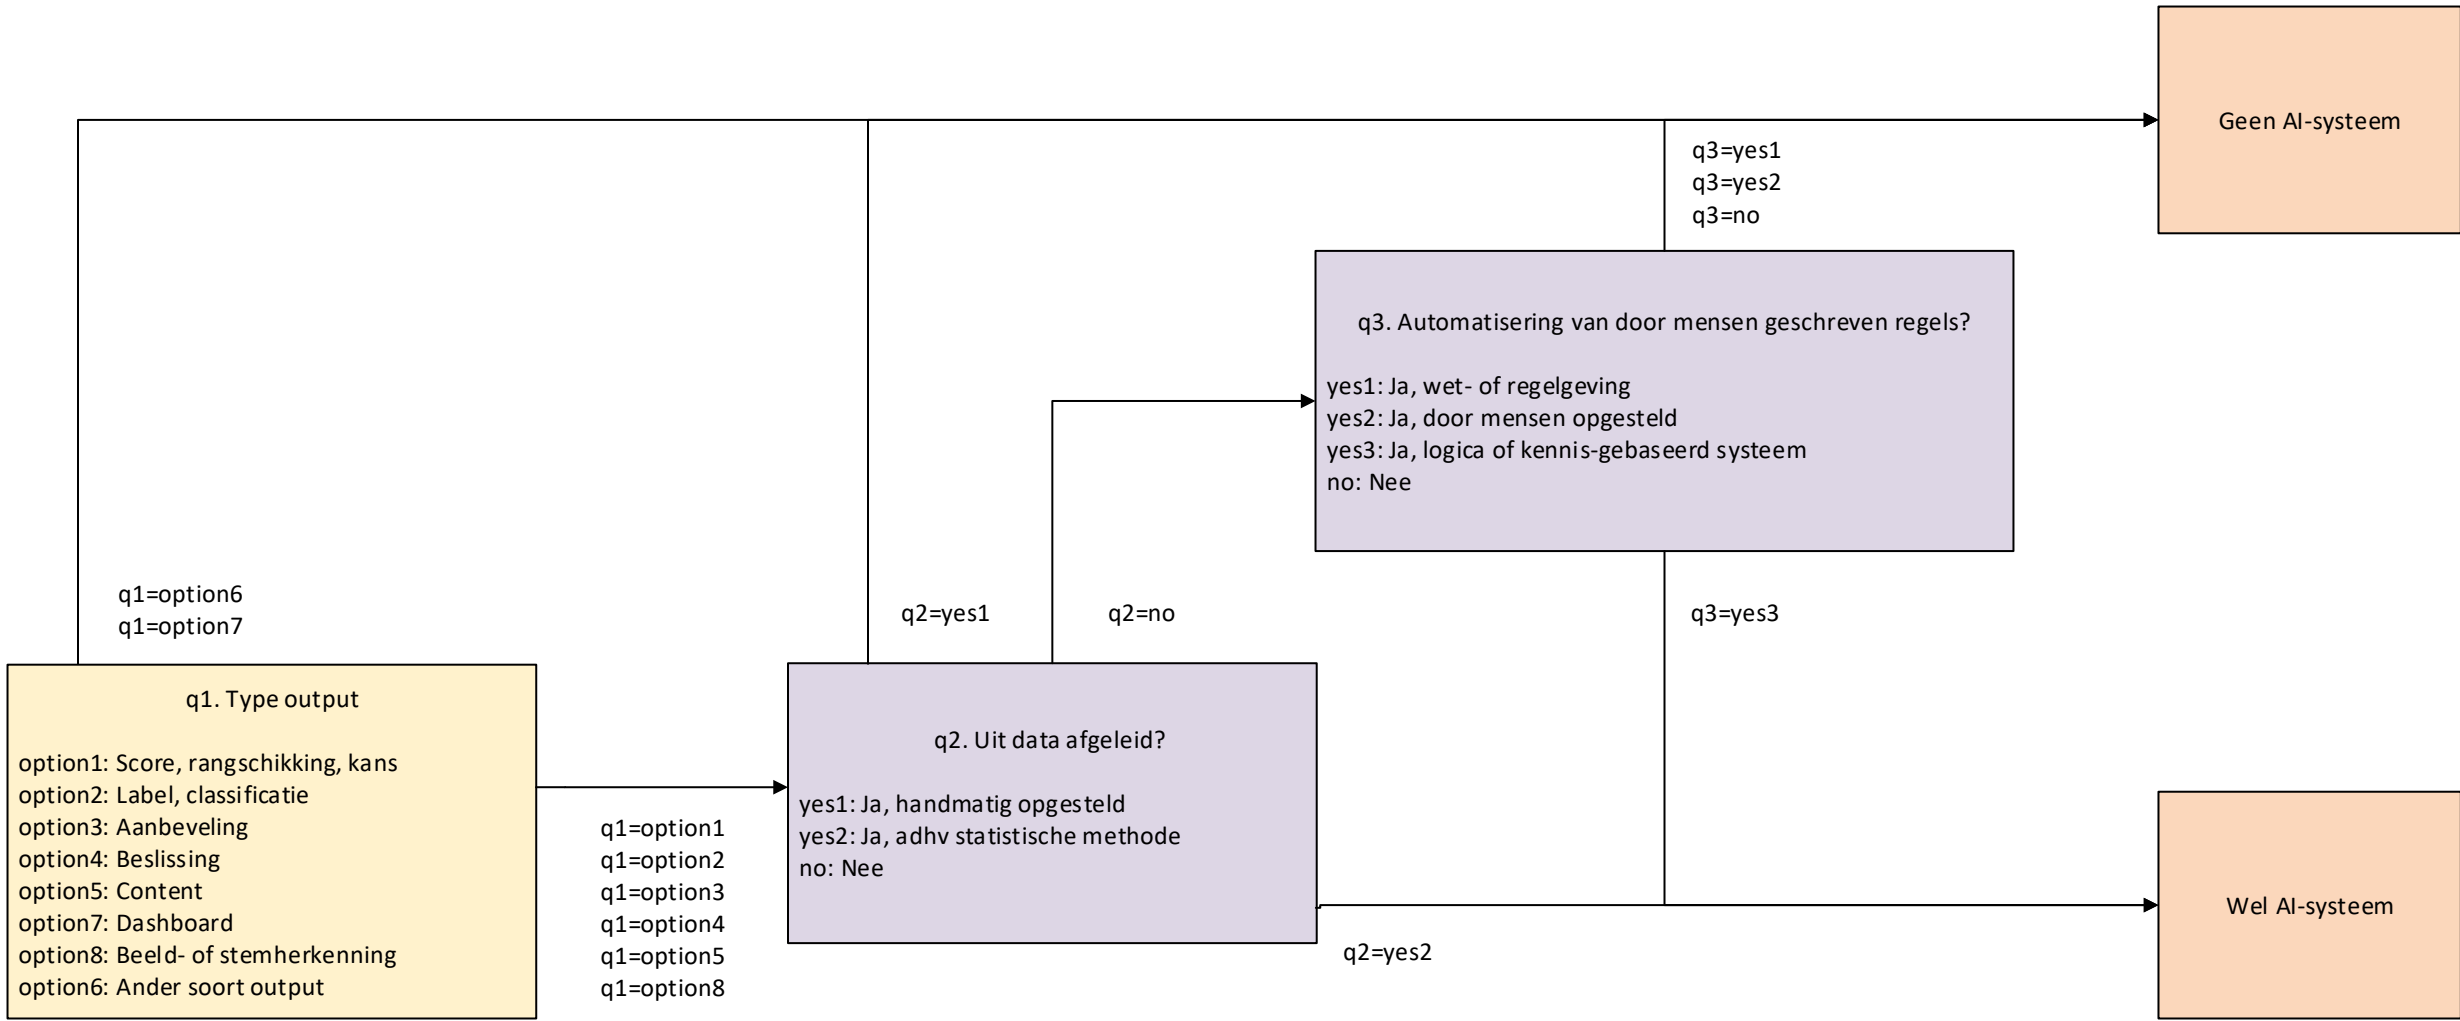 Geen AI-systeem
q3=yes1
q3=yes2
q3=no
q3. Automatisering van door mensen geschreven regels?
yes1: Ja, wet- of regelgeving
yes2: Ja, door mensen opgesteld
yes3: Ja, logica of kennis-gebaseerd systeem
no: Nee
q1=option6
q1=option7
q2=yes1
q2=no
q3=yes3
q1. Type output
option1: Score, rangschikking, kans
option2: Label, classificatie
option3: Aanbeveling
option4: Beslissing
option5: Content
option7: Dashboard
option8: Beeld- of stemherkenning
option6: Ander soort output
q1=option1
q1=option2
q1=option3
q1=option4
q1=option5
q1=option8
q2. Uit data afgeleid?
yes1: Ja, handmatig opgesteld
yes2: Ja, adhv statistische methode
no: Nee
q2=yes2
Wel AI-systeem